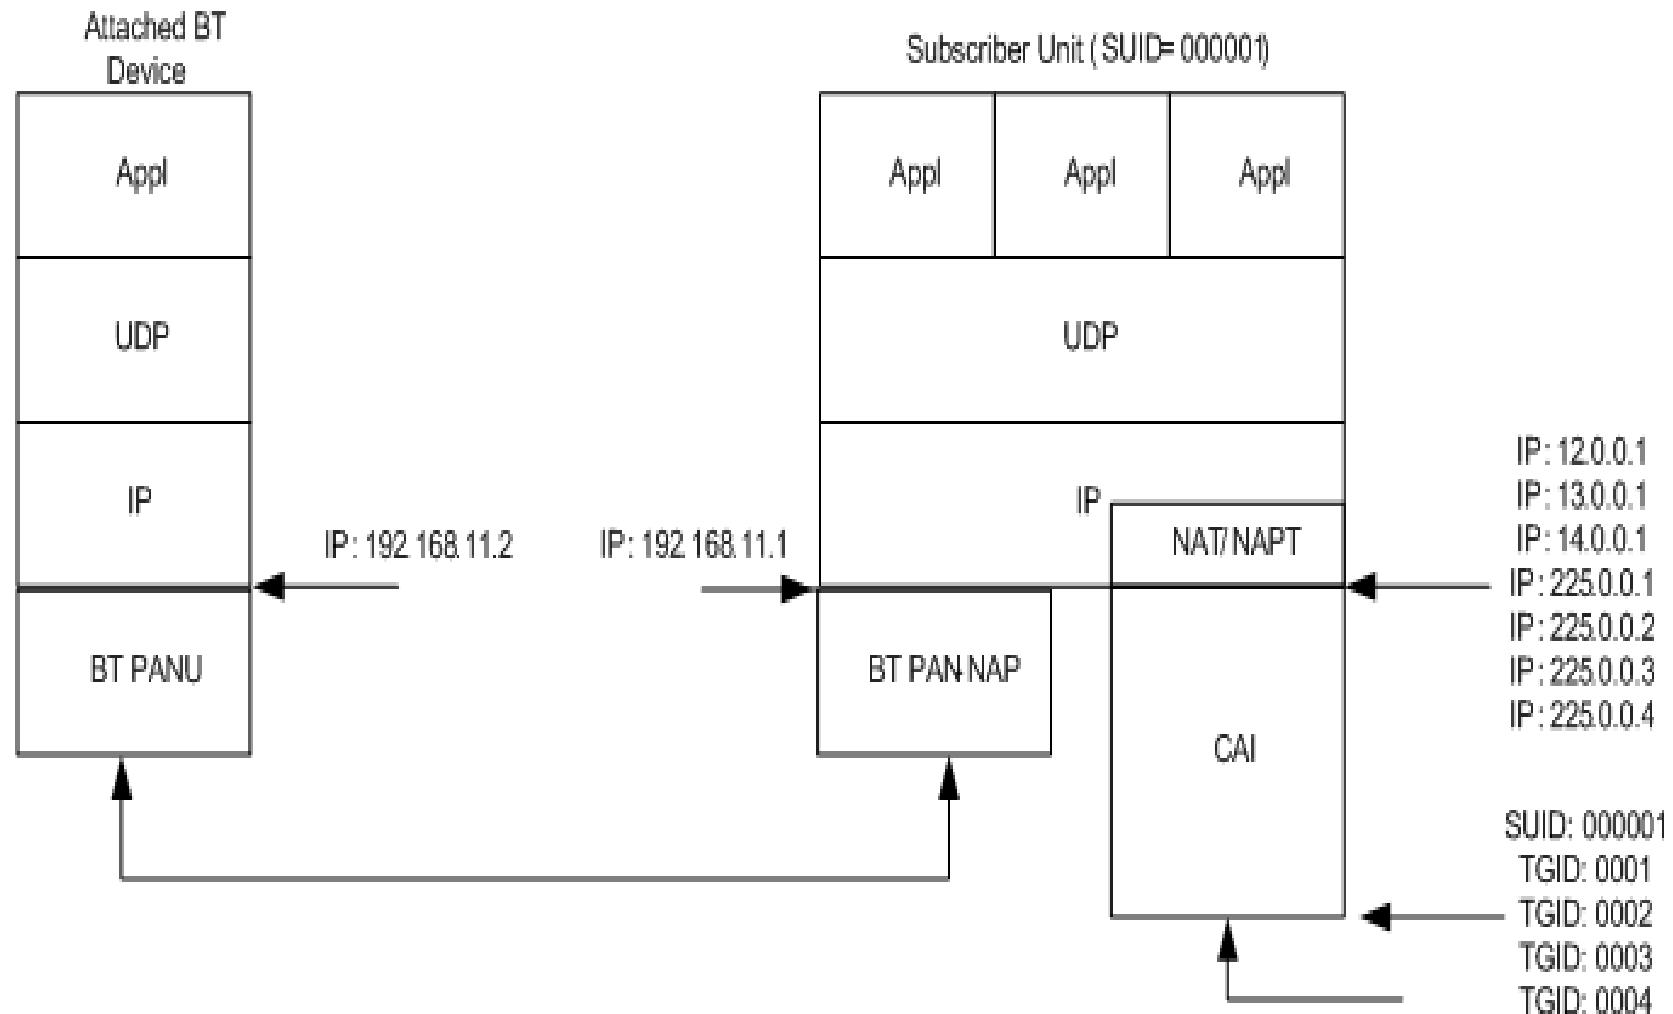 Attached BT
Device
Subscriber Unit ( SUID= 000001)
Appl
Appl
Appl
Appl
UDP
UDP
IP
IP
NAT/NAPT
IP: 192.168.11.2
IP: 192.168.11.1
IP: 12.0.0.1
IP: 13.0.0.1
IP: 14.0.0.1
IP: 225.0.0.1
IP: 225.0.0.2
IP: 225.0.0.3
IP: 225.0.0.4
BT PANU
BT PAN NAP
CAI
SUID: 000001
TGID: 0001
TGID: 0002
TGID: 0003
TGID: 0004